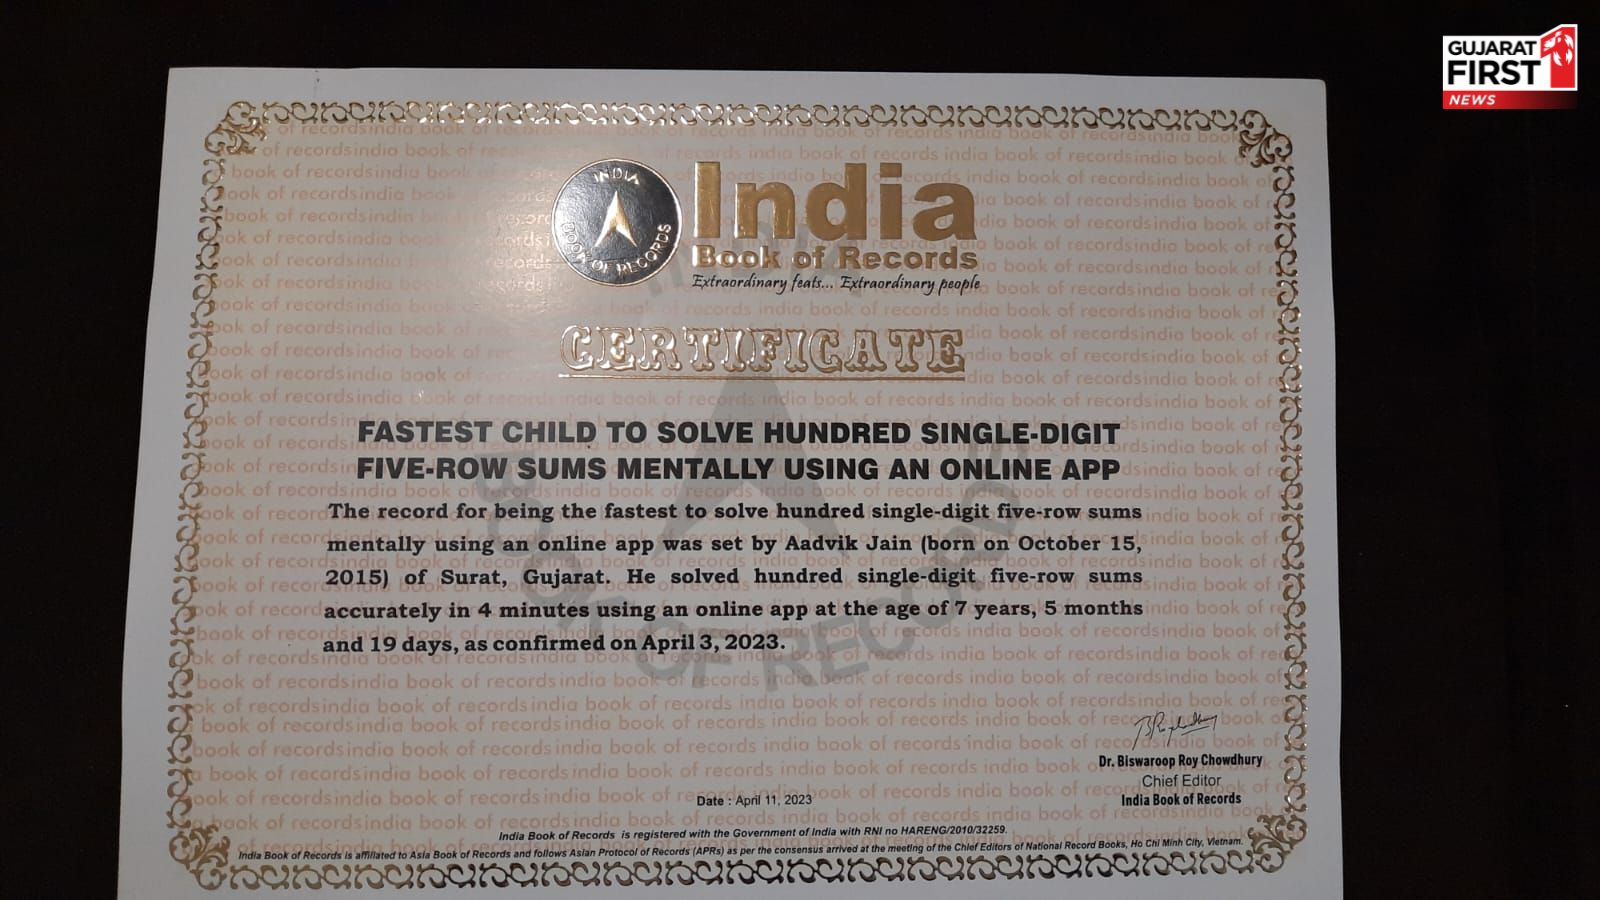 GUJARAT
FIRST 1
NEWS
INDIA
BOOK OF RECORDS
India
Book of Records
Extraordinary feats... Extraordinary people
CERTIFICATE
FASTEST CHILD TO SOLVE HUNDRED SINGLE-DIGIT
FIVE-ROW SUMS MENTALLY USING AN ONLINE APP
The record for being the fastest to solve hundred single-digit five-row sums
mentally using an online app was set by Aadvik Jain (born on October 15,
2015) of Surat, Gujarat. He solved hundred single-digit five-row sums
accurately in 4 minutes using an online app at the age of 7 years, 5 months
and 19 days, as confirmed on April 3, 2023.
Dr. Biswaroop Roy Chowdhury
Chief Editor
India Book of Records
Date : April 11, 2023
India Book of Records is registered with the Government of India with RNI no HARENG/2010/32259.
India Book of Records is affiliated to Asia Book of Records and follows Asian Protocol of Records (APRs) as per the consensus arrived at the meeting of the Chief Editors of National Record Books, Ho Chi Minh City, Vietnam.